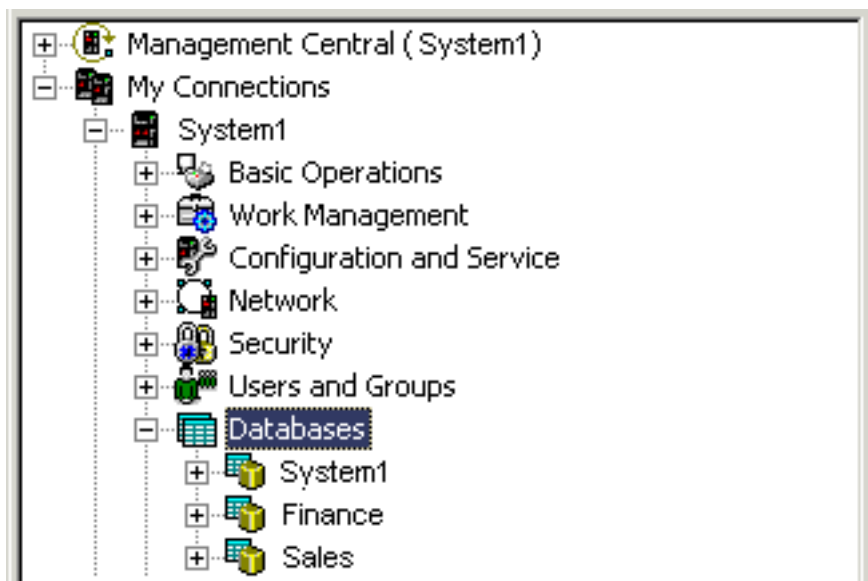 Management Central ( System1)
My Connections
System1
Basic Operations
Work Management
Configuration and Service
Network
Security
Users and Groups
Databases
System1
Finance
Sales